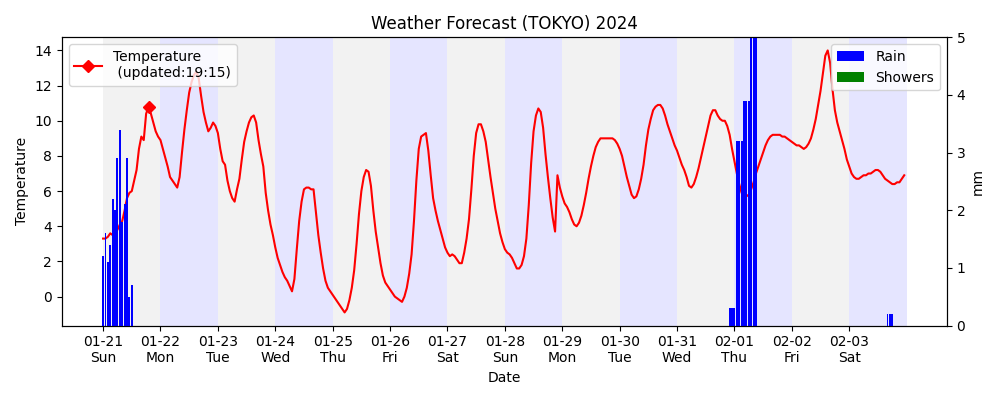 Weather Forecast (TOKYO) 2024
Temperature
(updated:19:15)
Rain
Showers
14
12
10
8
6
4
2
0
Temperature
5
4
3
2
1
0
mm
01-21 01-22 01-23 01-24 01-25 01-26 01-27 01-28 01-29 01-30 01-31 02-01 02-02 02-03
Sun Mon Tue Wed Thu Fri Sat Sun Mon Tue Wed Thu Fri Sat
Date